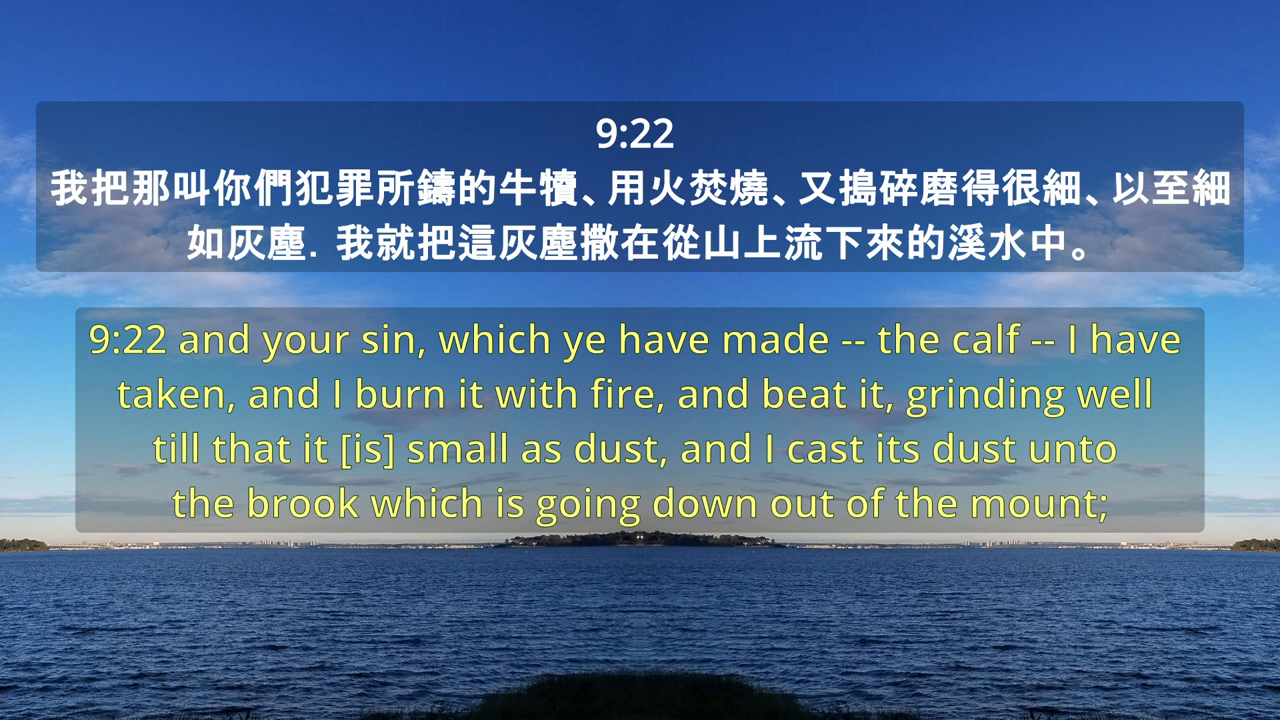 9:22
我把那叫你們犯罪所鑄的牛犢、用火焚燒、又搗碎磨得很細、以至細
如灰塵．我就把這灰塵撒在從山上流下來的溪水中。
9:22 and your sin, which ye have made -- the calf -- I have
taken, and I burn it with fire, and beat it, grinding well
till that it [is] small as dust, and I cast its dust unto
the brook which is going down out of the mount;